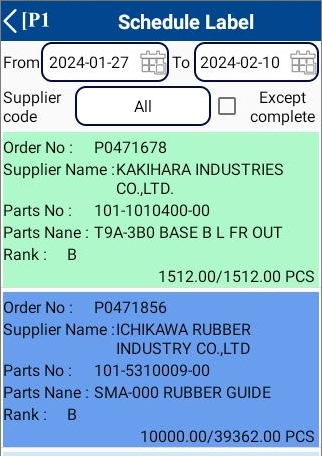 [P1 Schedule Label
From 2024-01-27 To 2024-02-10
Supplier code All Except complete
Order No : P0471678
Supplier Name :KAKIHARA INDUSTRIES
CO.,LTD.
Parts No : 101-1010400-00
Parts Nane : T9A-3B0 BASE B L FR OUT
Rank : B
1512.00/1512.00 PCS
Order No : P0471856
Supplier Name :ICHIKAWA RUBBER
INDUSTRY CO.,LTD
Parts No : 101-5310009-00
Parts Nane : SMA-000 RUBBER GUIDE
Rank : B
10000.00/39362.00 PCS